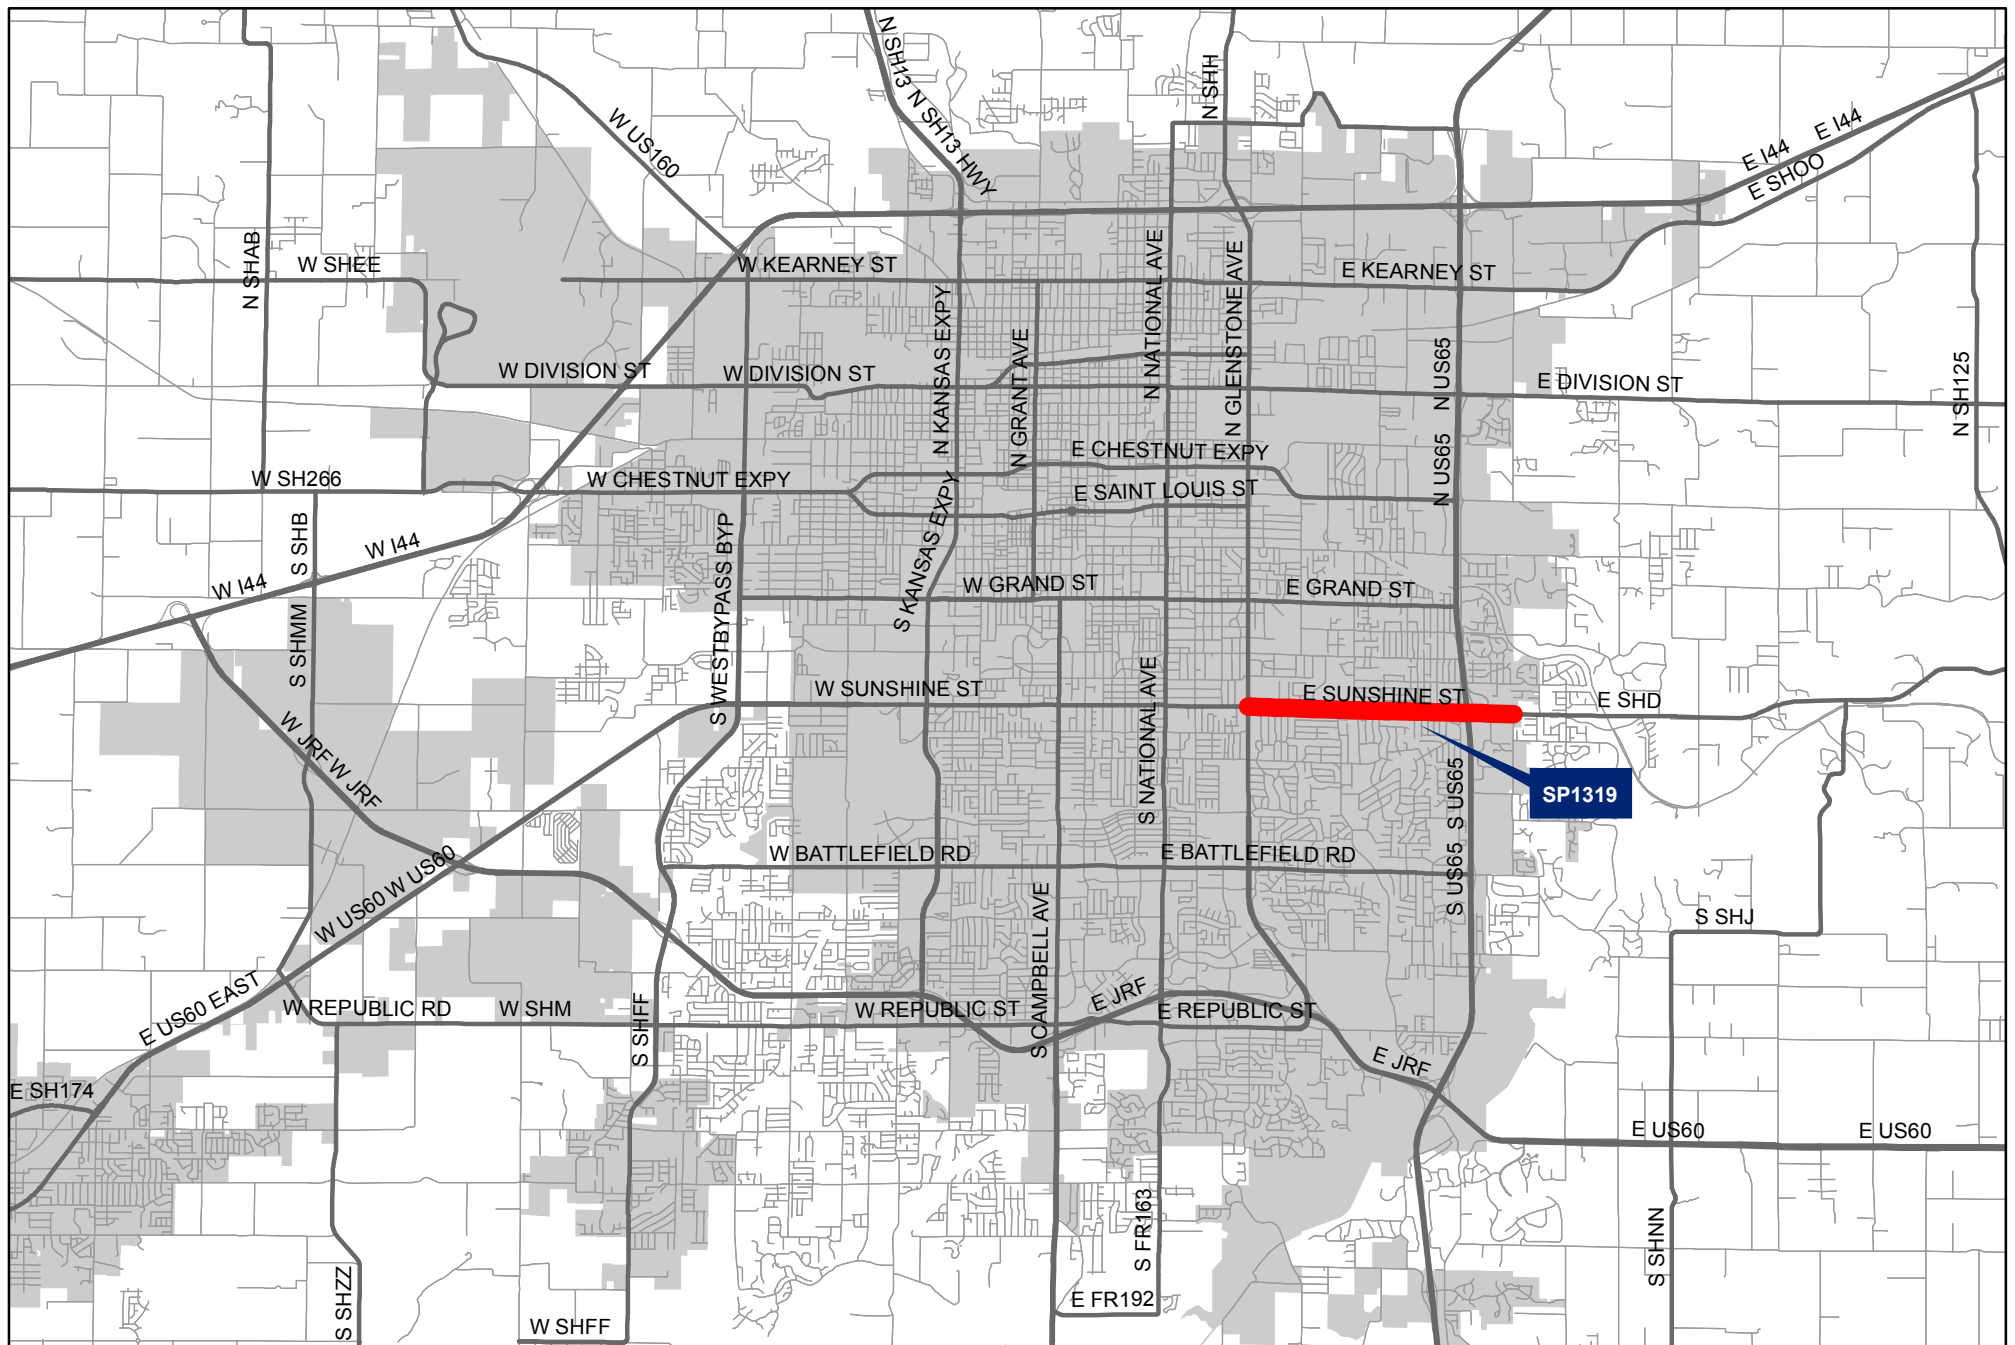 N SH13
N SH13 HWY
N SHH
W US160
E I44
E I44
E SHOO
N SHAB
W SHEE
W KEARNEY ST
E KEARNEY ST
N NATIONAL AVE
N GLENSTONE AVE
N KANSAS EXPY
N GRANT AVE
N US65
N SH125
W DIVISION ST
W DIVISION ST
E DIVISION ST
E CHESTNUT EXPY
N US65
W SH266
W CHESTNUT EXPY
E SAINT LOUIS ST
S SHB
W I44
W I44
S WESTBYPASS BYP
S KANSAS EXPY
W GRAND ST
E GRAND ST
S SHMM
W SUNSHINE ST
E SUNSHINE ST
E SHD
S NATIONAL AVE
W JRF
W JRF
S US65
SP1319
W BATTLEFIELD RD
E BATTLEFIELD RD
S US65
W US60
W US60
S CAMPBELL AVE
S SHJ
E US60 EAST
W REPUBLIC RD
W SHM
W REPUBLIC ST
E JRF
E REPUBLIC ST
S SHFF
E JRF
E SH174
E US60
E US60
S FR163
S SHNN
S SHZZ
E FR192
W SHFF